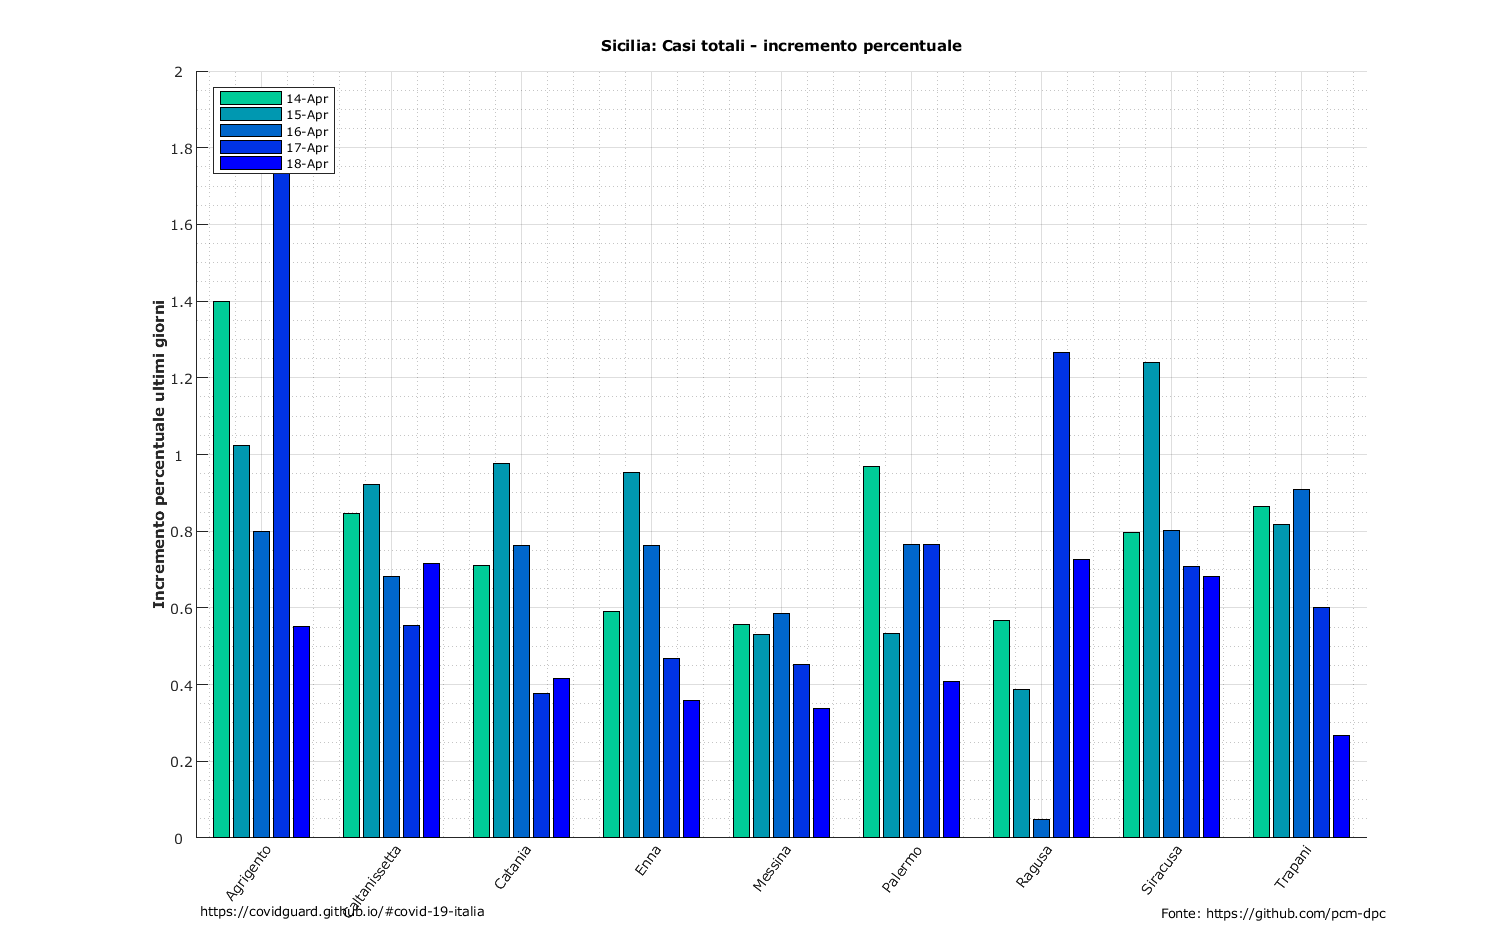 Sicilia: Casi totali - incremento percentuale
Incremento percentuale ultimi giorni
2
1.8
1.6
1.4
1.2
1
0.8
0.6
0.4
0.2
0
14-Apr
15-Apr
16-Apr
17-Apr
18-Apr
Agrigento
Caltanissetta
Catania
Enna
Messina
Palermo
Ragusa
Siracusa
Trapani
https://covidguard.github.io/#covid-19-italia
Fonte: https://github.com/pcm-dpc